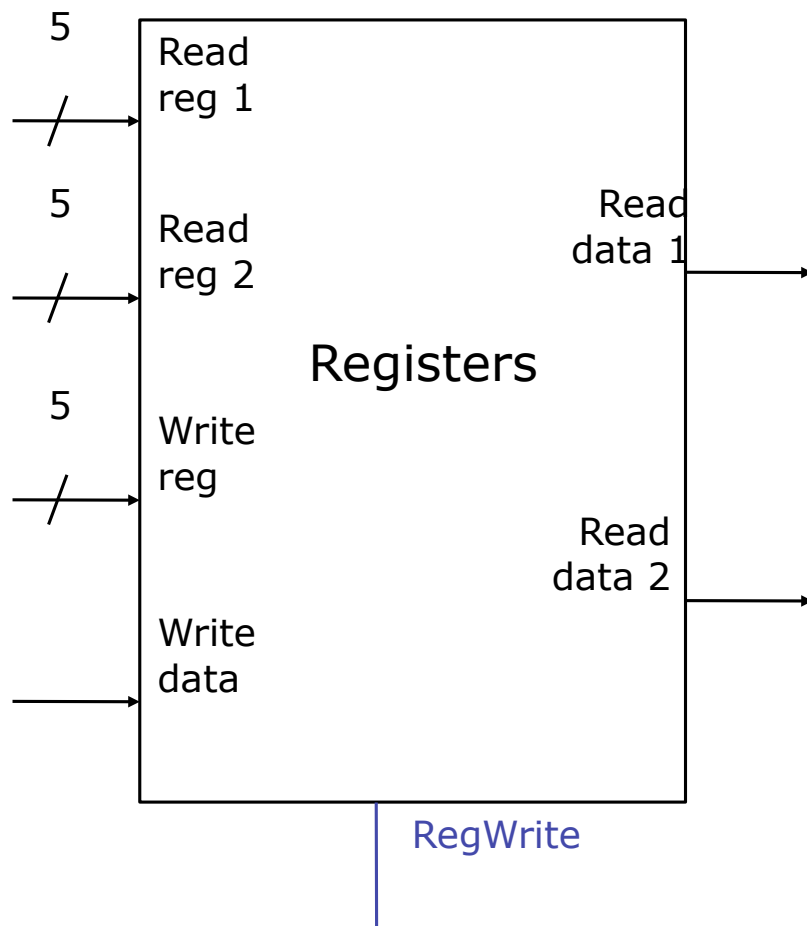 5
Read
reg 1
5
Read
reg 2
Read
data 1
Registers
5
Write
reg
Read
data 2
Write
data
RegWrite